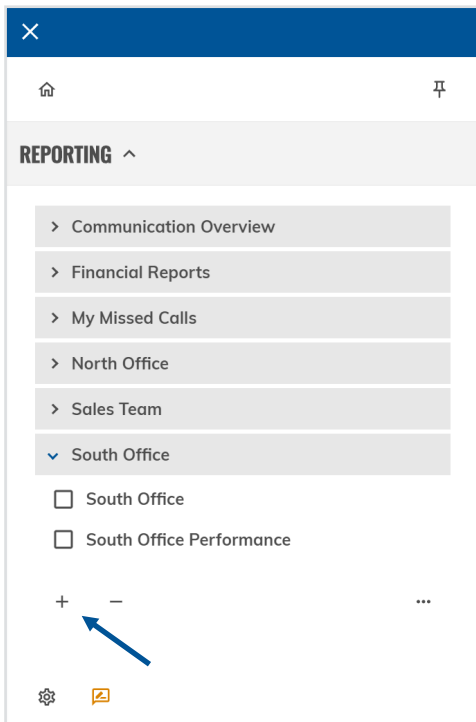 REPORTING
Communication Overview
Financial Reports
My Missed Calls
North Office
Sales Team
South Office
South Office
South Office Performance